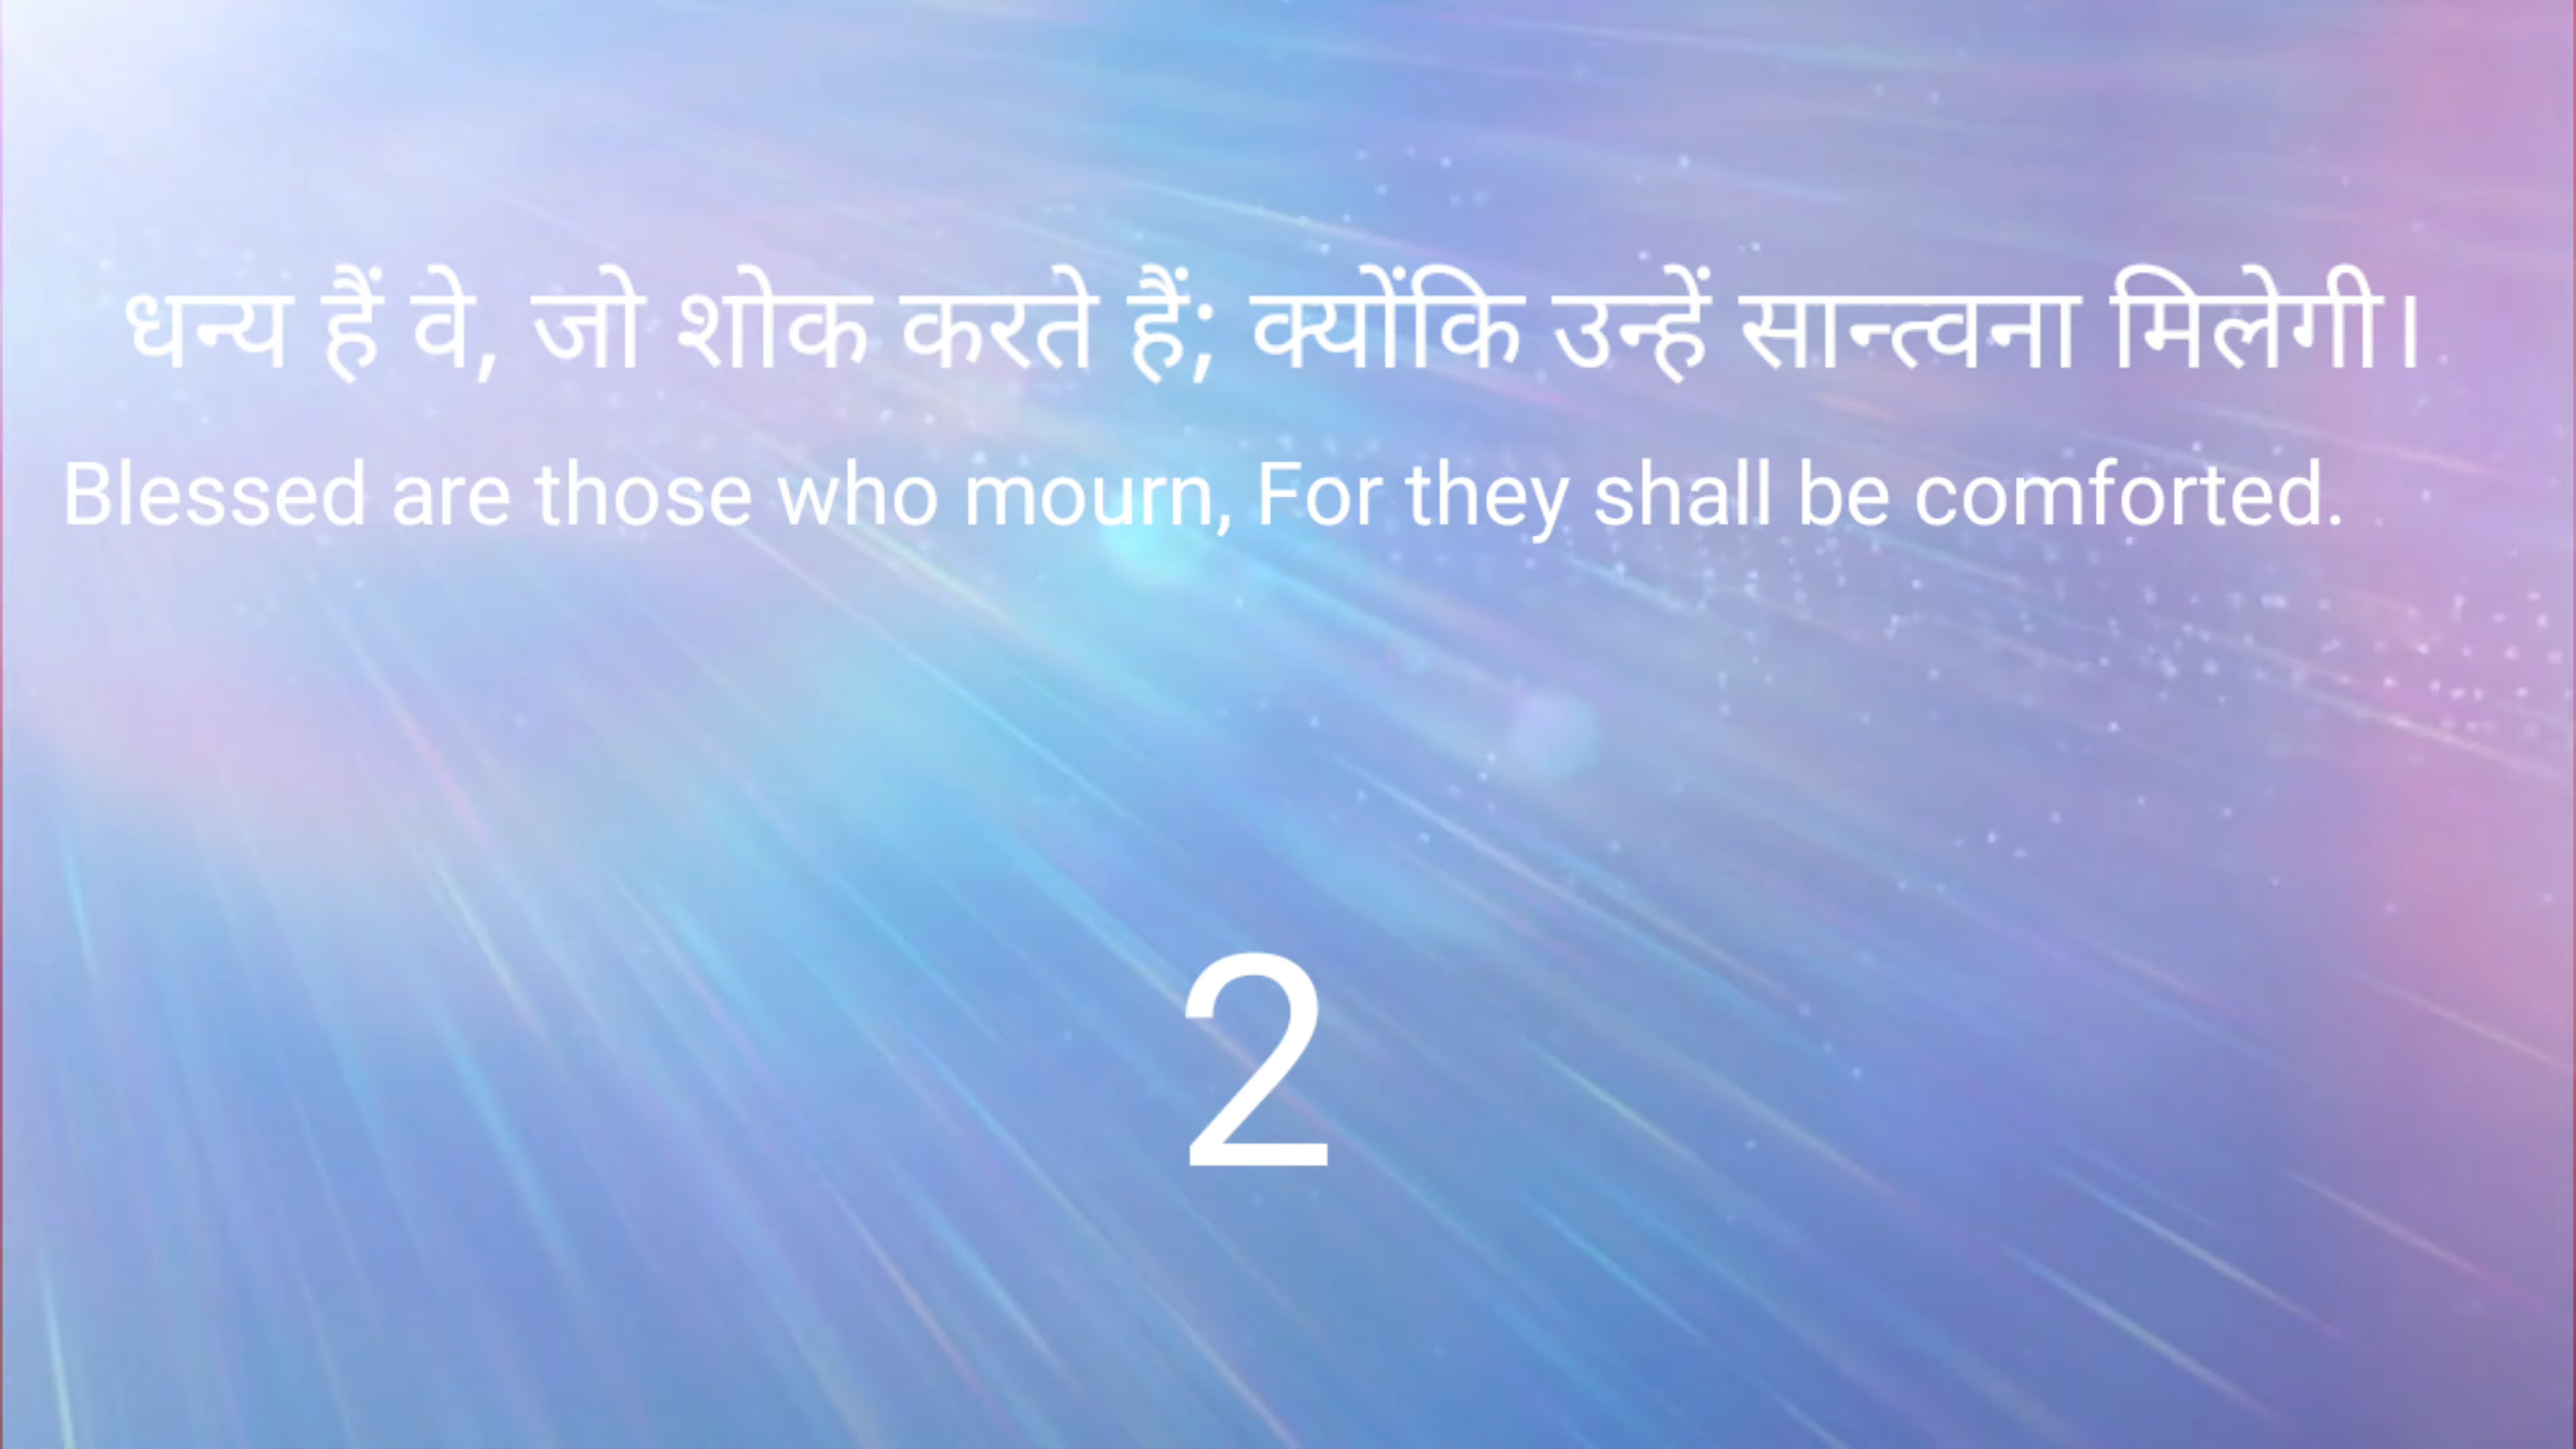 धन्य हैं वे, जो शोक करते हैं; क्योंकि उन्हें सान्त्वना मिलेगी।
Blessed are those who mourn, For they shall be comforted.
2